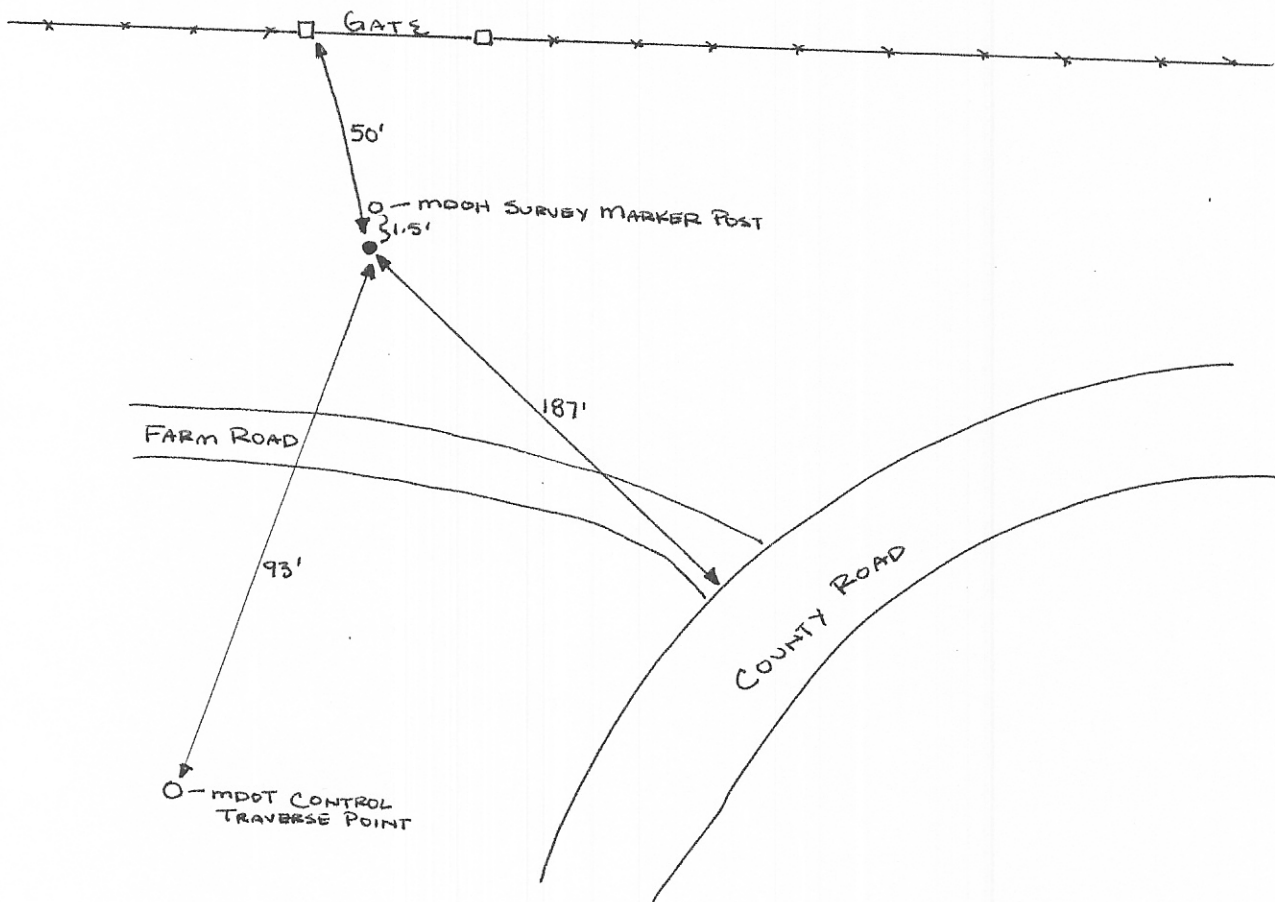 GATE
50'
MDOH SURVEY MARKER POST
1.5'
187'
FARM ROAD
93'
COUNTY ROAD
MDOT CONTROL
TRAVERSE POINT